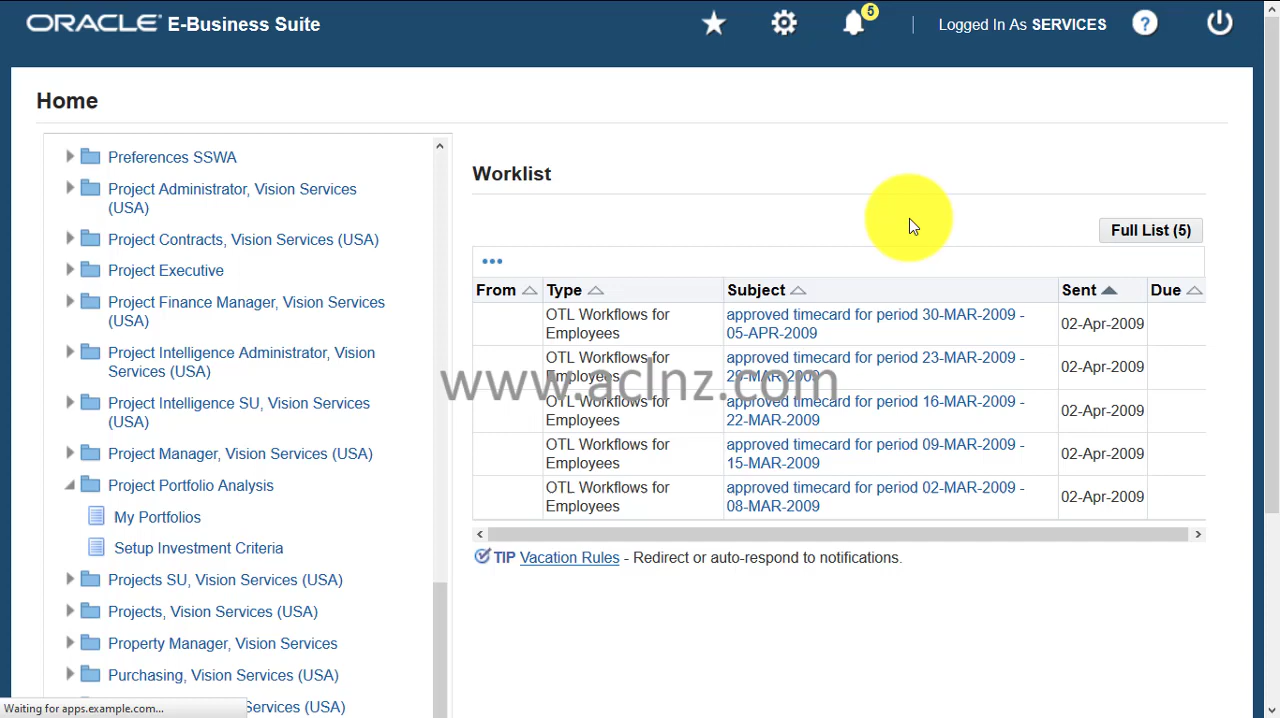 ORACLE E-Business Suite
5
Logged In As SERVICES
?
Home
Preferences SSWA
Project Administrator, Vision Services
(USA)
Project Contracts, Vision Services (USA)
Project Executive
Project Finance Manager, Vision Services
(USA)
Project Intelligence Administrator, Vision
Services (USA)
Project Intelligence SU, Vision Services
(USA)
Project Manager, Vision Services (USA)
Project Portfolio Analysis
My Portfolios
Setup Investment Criteria
Projects SU, Vision Services (USA)
Projects, Vision Services (USA)
Property Manager, Vision Services
Purchasing, Vision Services (USA)
Services (USA)
Waiting for apps.example.com...
Worklist
Full List (5)
From Type Subject Sent Due
OTL Workflows for
Employees
approved timecard for period 30-MAR-2009 -
05-APR-2009
02-Apr-2009
OTL Workflows for
Employees
approved timecard for period 23-MAR-2009 -
29-MAR-2009
02-Apr-2009
www.aclnz.com
OTL Workflows for
Employees
approved timecard for period 16-MAR-2009 -
22-MAR-2009
02-Apr-2009
OTL Workflows for
Employees
approved timecard for period 09-MAR-2009 -
15-MAR-2009
02-Apr-2009
OTL Workflows for
Employees
approved timecard for period 02-MAR-2009 -
08-MAR-2009
02-Apr-2009
TIP Vacation Rules - Redirect or auto-respond to notifications.